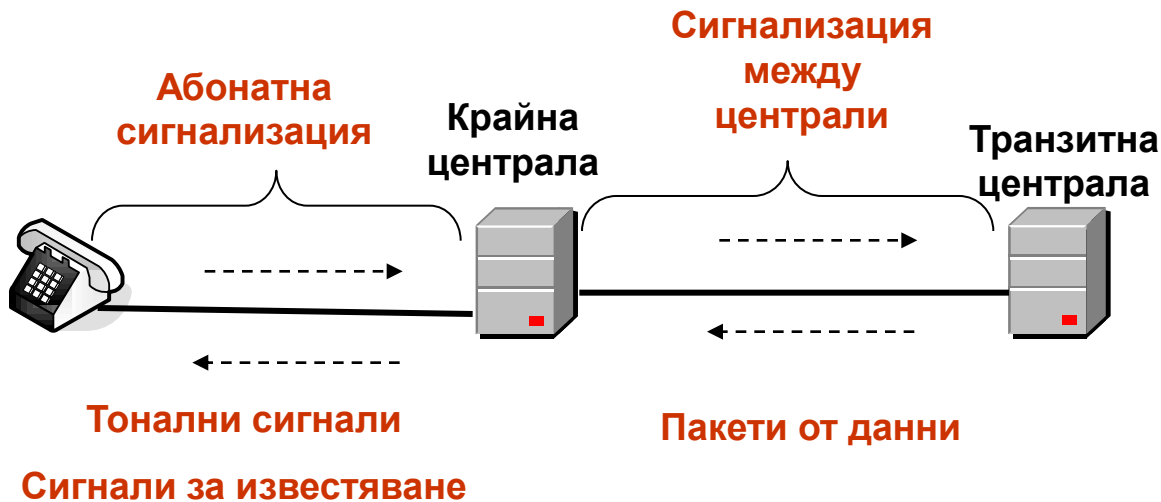 Абонатна
сигнализация
Крайна
централа
Сигнализация
между
централи
Транзитна
централа
Тонални сигнали
Сигнали за известяване
Пакети от данни